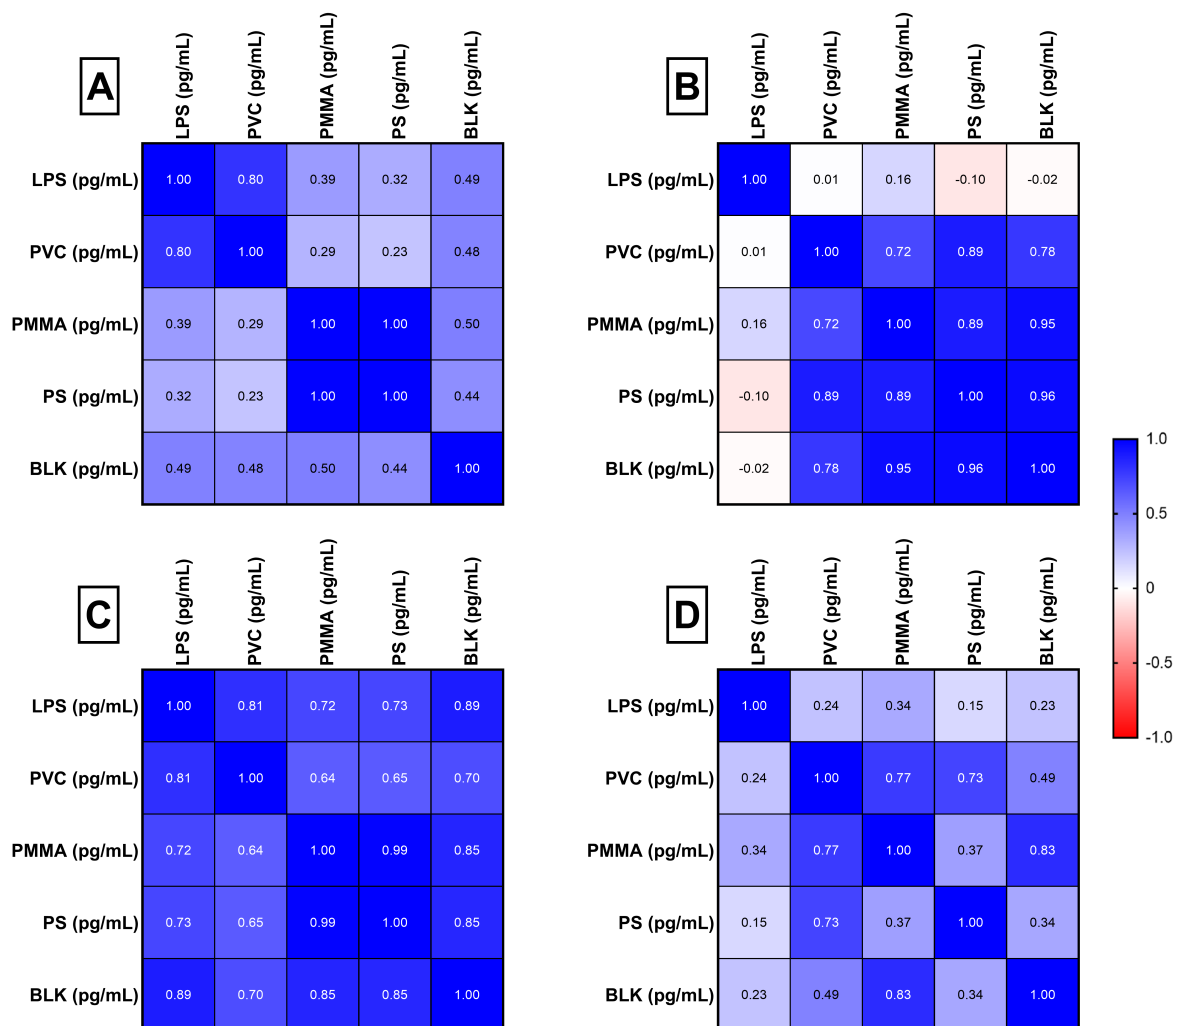 A
LPS (pg/mL)
PVC (pg/mL)
PMMA (pg/mL)
PS (pg/mL)
BLK (pg/mL)
LPS (pg/mL) 1.00 0.80 0.39 0.32 0.49
PVC (pg/mL) 0.80 1.00 0.29 0.23 0.48
PMMA (pg/mL) 0.39 0.29 1.00 1.00 0.50
PS (pg/mL) 0.32 0.23 1.00 1.00 0.44
BLK (pg/mL) 0.49 0.48 0.50 0.44 1.00
B
LPS (pg/mL)
PVC (pg/mL)
PMMA (pg/mL)
PS (pg/mL)
BLK (pg/mL)
LPS (pg/mL) 1.00 0.01 0.16 -0.10 -0.02
PVC (pg/mL) 0.01 1.00 0.72 0.89 0.78
PMMA (pg/mL) 0.16 0.72 1.00 0.89 0.95
PS (pg/mL) -0.10 0.89 0.89 1.00 0.96
BLK (pg/mL) -0.02 0.78 0.95 0.96 1.00
1.0
0.5
0
-0.5
-1.0
C
LPS (pg/mL)
PVC (pg/mL)
PMMA (pg/mL)
PS (pg/mL)
BLK (pg/mL)
LPS (pg/mL) 1.00 0.81 0.72 0.73 0.89
PVC (pg/mL) 0.81 1.00 0.64 0.65 0.70
PMMA (pg/mL) 0.72 0.64 1.00 0.99 0.85
PS (pg/mL) 0.73 0.65 0.99 1.00 0.85
BLK (pg/mL) 0.89 0.70 0.85 0.85 1.00
D
LPS (pg/mL)
PVC (pg/mL)
PMMA (pg/mL)
PS (pg/mL)
BLK (pg/mL)
LPS (pg/mL) 1.00 0.24 0.34 0.15 0.23
PVC (pg/mL) 0.24 1.00 0.77 0.73 0.49
PMMA (pg/mL) 0.34 0.77 1.00 0.37 0.83
PS (pg/mL) 0.15 0.73 0.37 1.00 0.34
BLK (pg/mL) 0.23 0.49 0.83 0.34 1.00